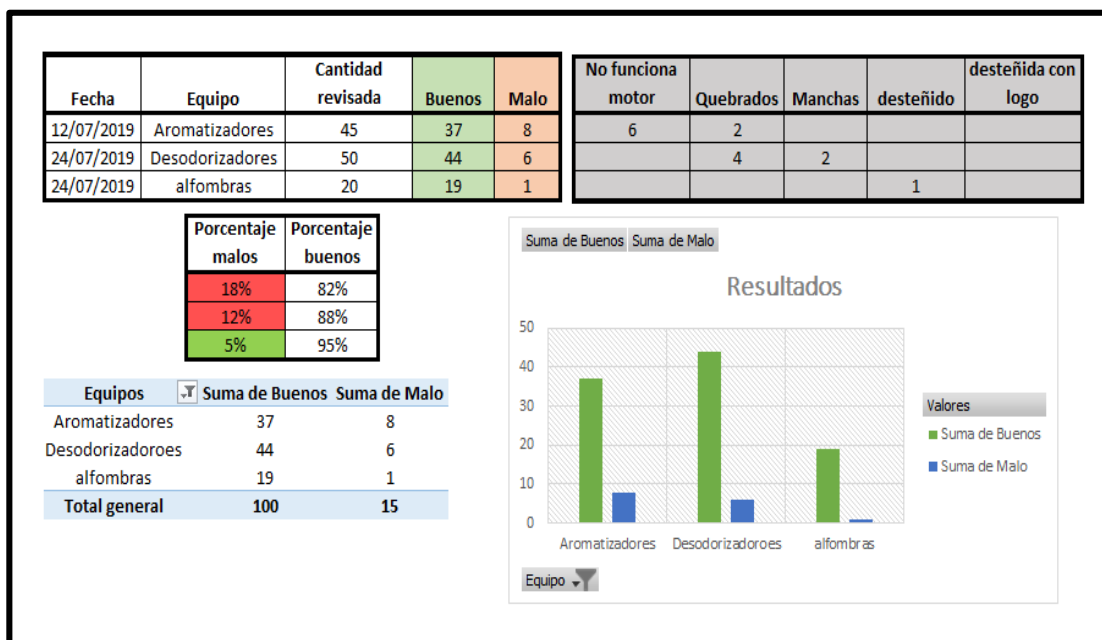 Fecha Equipo Cantidad revisada Buenos Malo
12/07/2019 Aromatizadores 45 37 8
24/07/2019 Desodorizadores 50 44 6
24/07/2019 alfombras 20 19 1
No funciona motor Quebrados Manchas desteñido desteñida con logo
6 2
4 2
1
Porcentaje malos Porcentaje buenos
18% 82%
12% 88%
5% 95%
Equipos Suma de Buenos Suma de Malo
Aromatizadores 37 8
Desodorizadoroes 44 6
alfombras 19 1
Total general 100 15
Suma de Buenos Suma de Malo
Resultados
50
40
30
20
10
0
Aromatizadores Desodorizadoroes alfombras
Valores
Suma de Buenos
Suma de Malo
Equipo